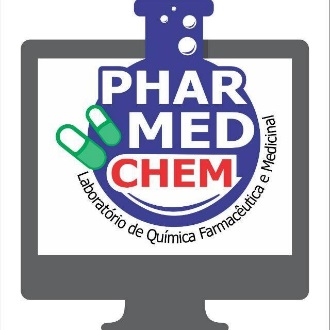 PHAR
MED
CHEM
Laboratório de Química Farmacêutica e Medicinal